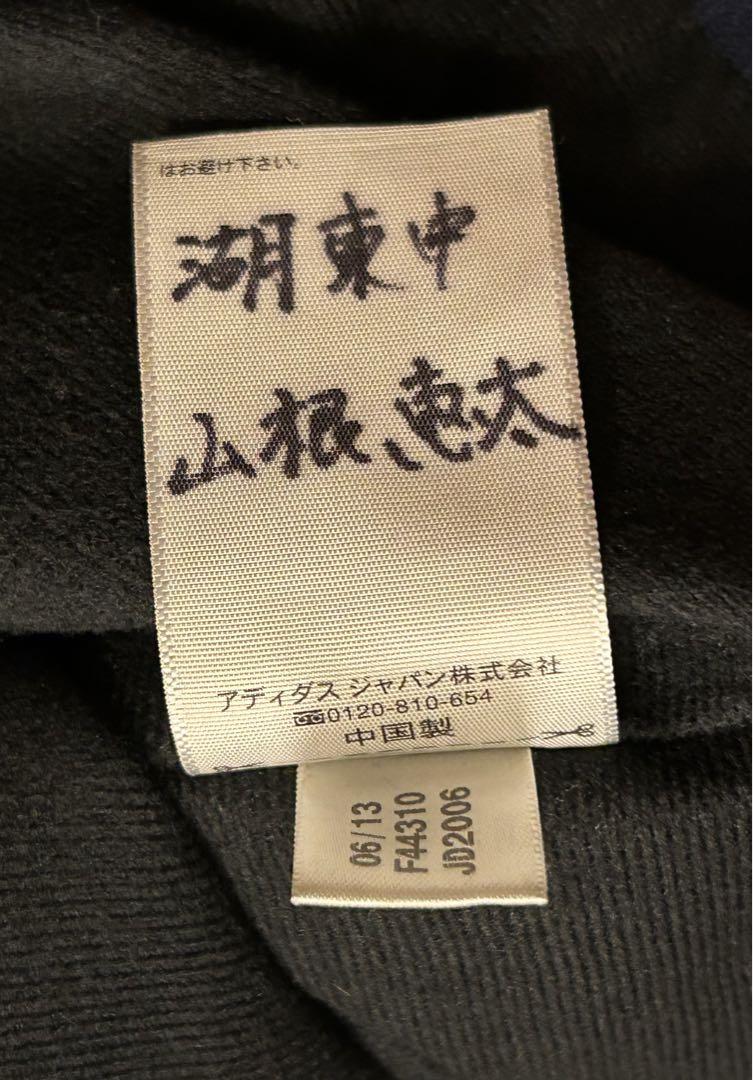 はお避け下さい。
湖東中
山根恵太
アディダス ジャパン株式会社
0120-810-654
中国製
06/13
F44310
JD2006